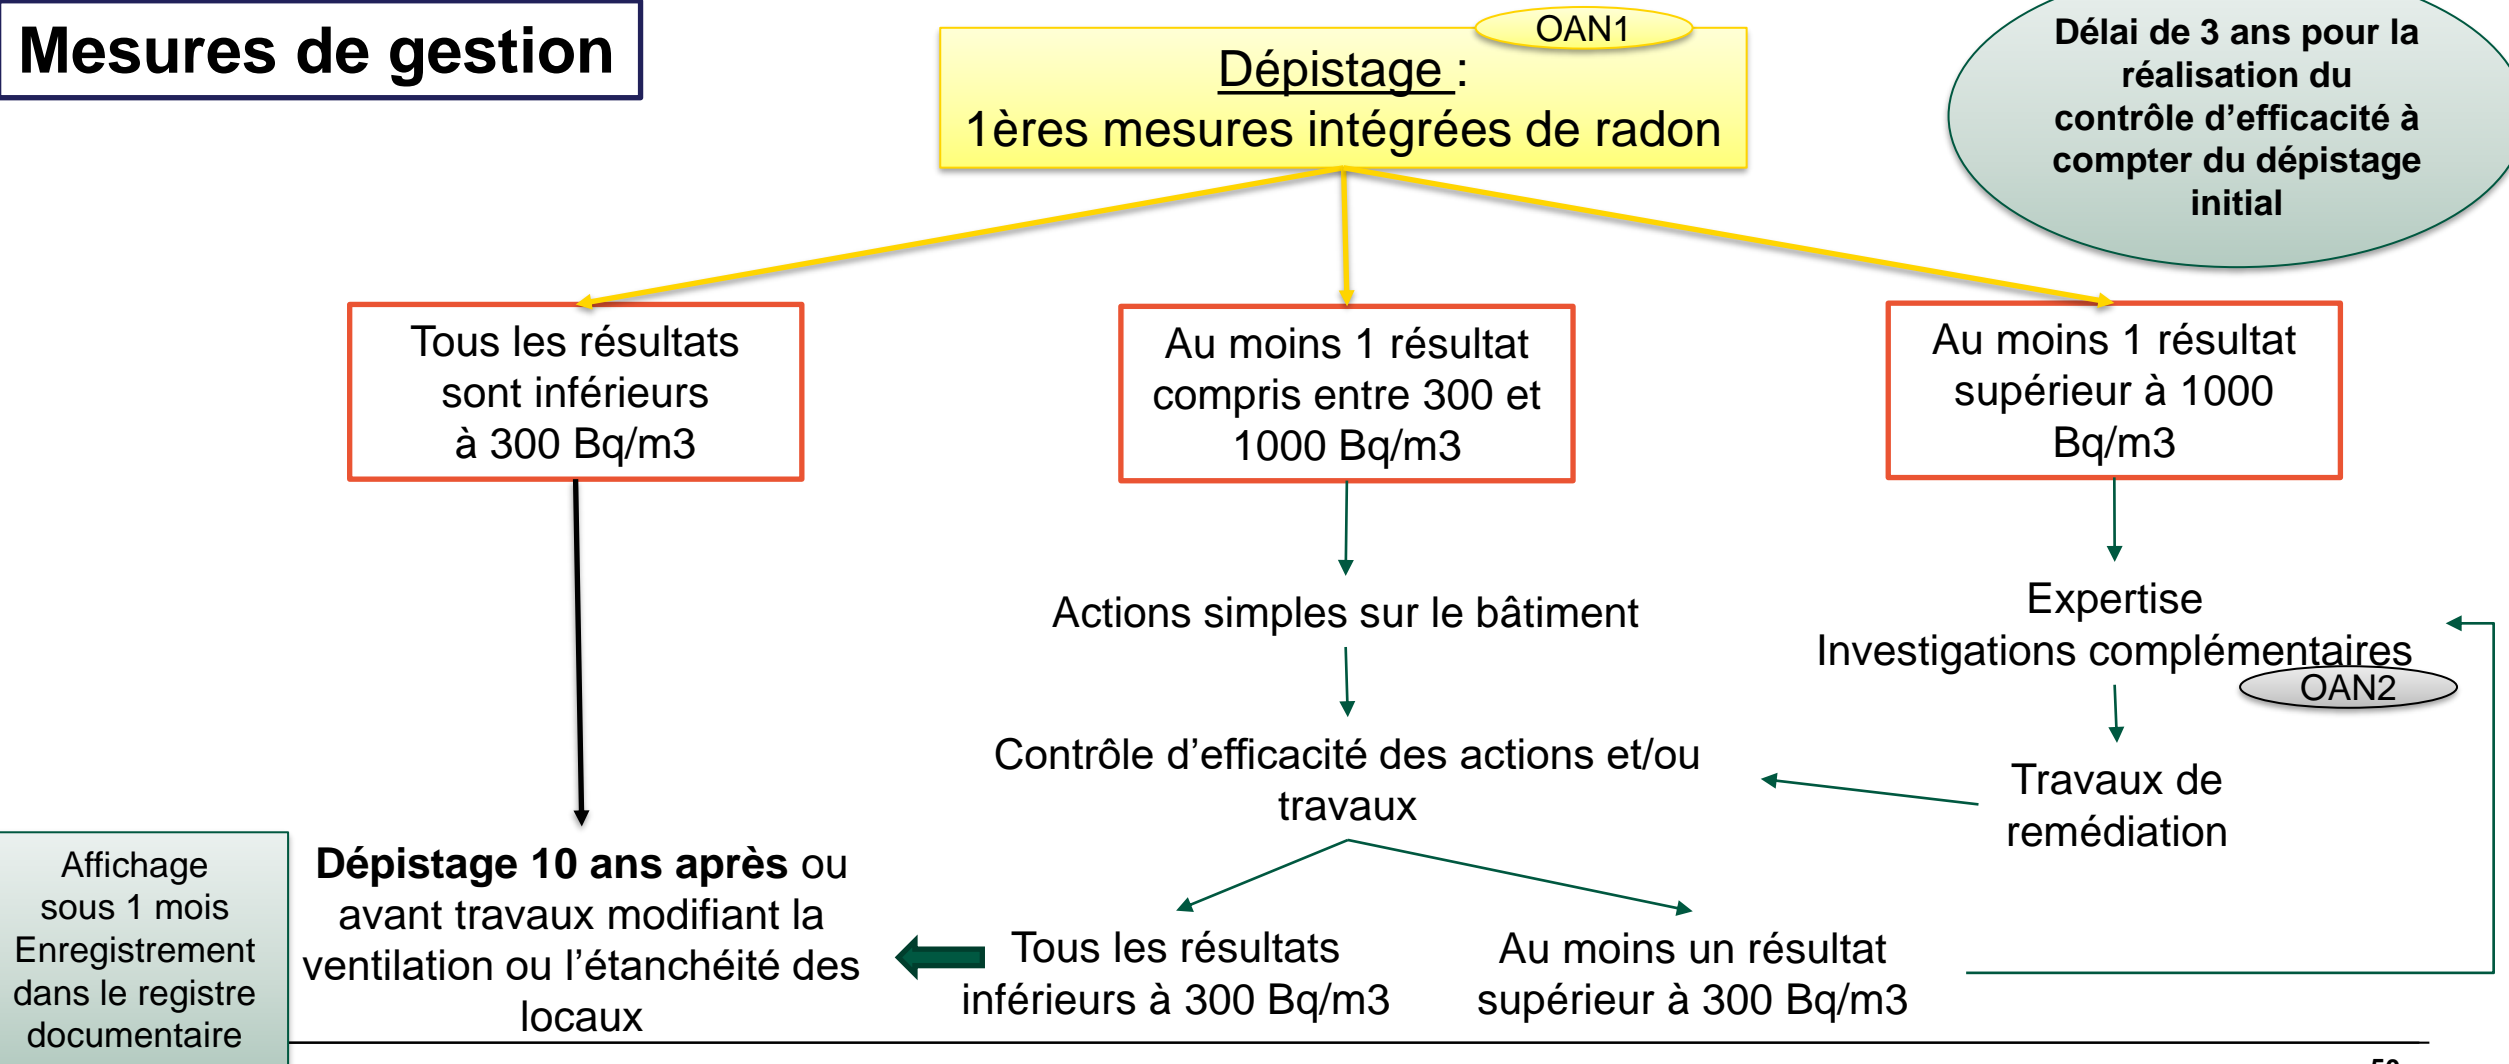 Mesures de gestion
OAN1
Dépistage :
1ères mesures intégrées de radon
Délai de 3 ans pour la
réalisation du
contrôle d’efficacité à
compter du dépistage
initial
Tous les résultats
sont inférieurs
à 300 Bq/m3
Au moins 1 résultat
compris entre 300 et
1000 Bq/m3
Au moins 1 résultat
supérieur à 1000
Bq/m3
Actions simples sur le bâtiment
Expertise
Investigations complémentaires
OAN2
Contrôle d’efficacité des actions et/ou
travaux
Travaux de
remédiation
Affichage
sous 1 mois
Enregistrement
dans le registre
documentaire
Dépistage 10 ans après ou
avant travaux modifiant la
ventilation ou l’étanchéité des
locaux
Tous les résultats
inférieurs à 300 Bq/m3
Au moins un résultat
supérieur à 300 Bq/m3